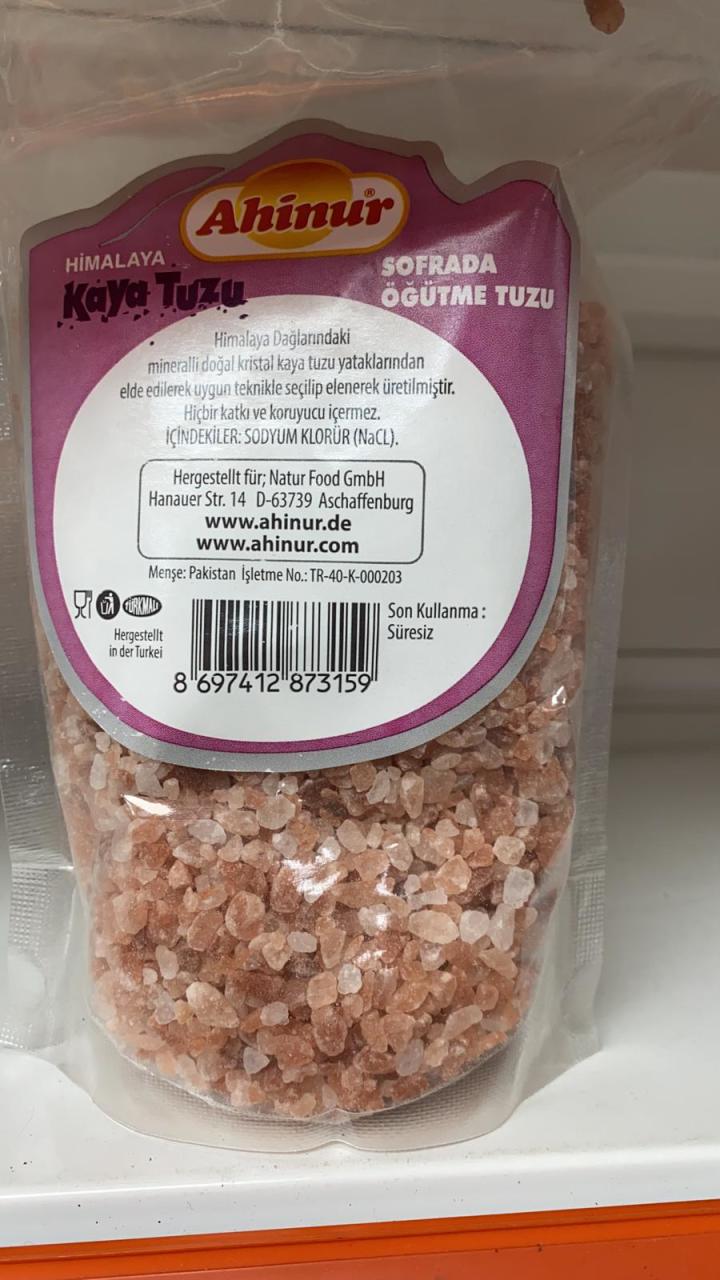 Ahinur®
HİMALAYA
Kaya Tuzu
SOFRADA
ÖĞÜTME TUZU
Himalaya Dağlarındaki
mineralli doğal kristal kaya tuzu yataklarından
elde edilerek uygun teknikle seçilip elenerek üretilmiştir.
Hiçbir katkı ve koruyucu içermez.
İÇİNDEKİLER: SODYUM KLORÜR (NaCL).
Hergestellt für; Natur Food GmbH
Hanauer Str. 14 D-63739 Aschaffenburg
www.ahinur.de
www.ahinur.com
Menşe: Pakistan İşletme No.: TR-40-K-000203
TÜRKMALI
Hergestellt
in der Turkei
8 697412 873159
Son Kullanma :
Süresiz